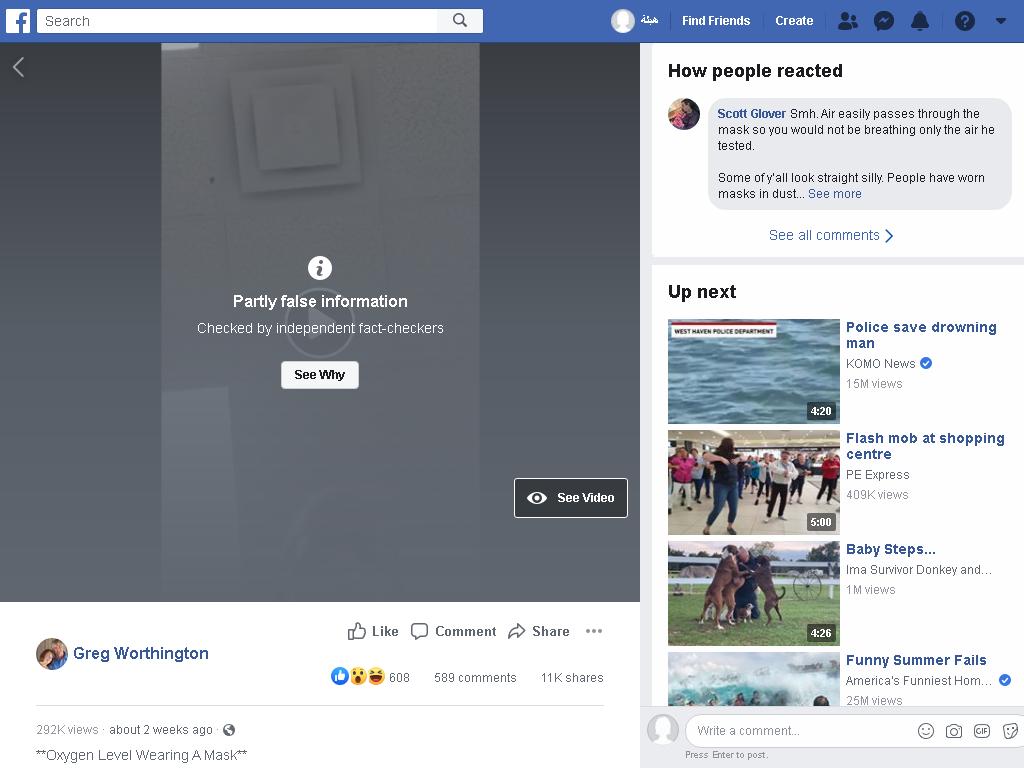 Search
هبئة
Find Friends
Create
Partly false information
Checked by independent fact-checkers
See Why
See Video
Like
Comment
Share
Greg Worthington
608
589 comments
11K shares
292K views · about 2 weeks ago ·
**Oxygen Level Wearing A Mask**
How people reacted
Scott Glover Smh. Air easily passes through the
mask so you would not be breathing only the air he
tested.
Some of y'all look straight silly. People have worn
masks in dust... See more
See all comments
Up next
WEST HAVEN POLICE DEPARTMENT
4:20
Police save drowning
man
KOMO News
15M views
5:00
Flash mob at shopping
centre
PE Express
409K views
4:26
Baby Steps...
Ima Survivor Donkey and...
1M views
Funny Summer Fails
America's Funniest Hom...
25M views
Write a comment...
GIF
Press Enter to post.